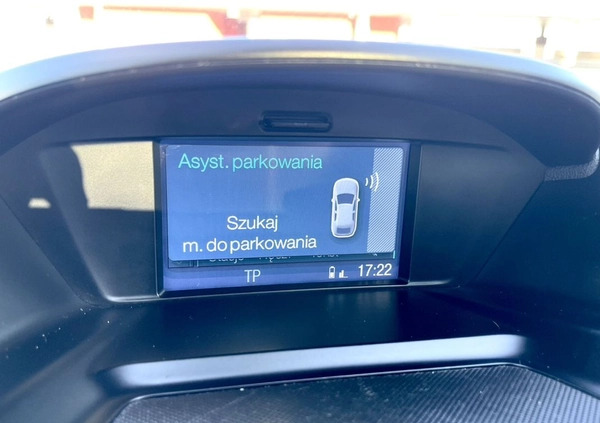 Asyst. parkowania
Szukaj
m. do parkowania
TP
17:22